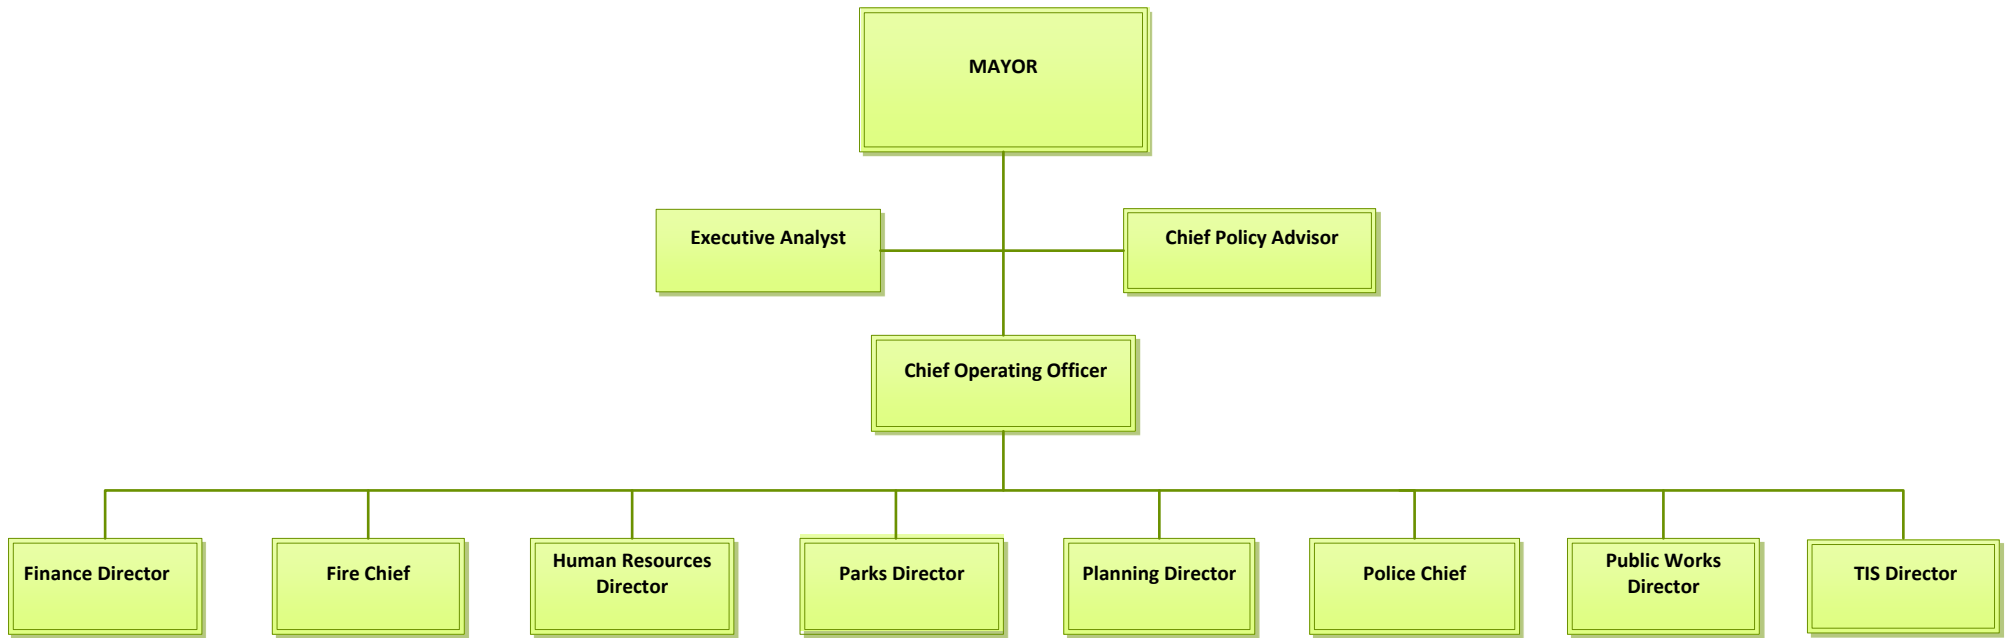 MAYOR
Executive Analyst
Chief Policy Advisor
Chief Operating Officer
Finance Director
Fire Chief
Human Resources
Director
Parks Director
Planning Director
Police Chief
Public Works
Director
TIS Director